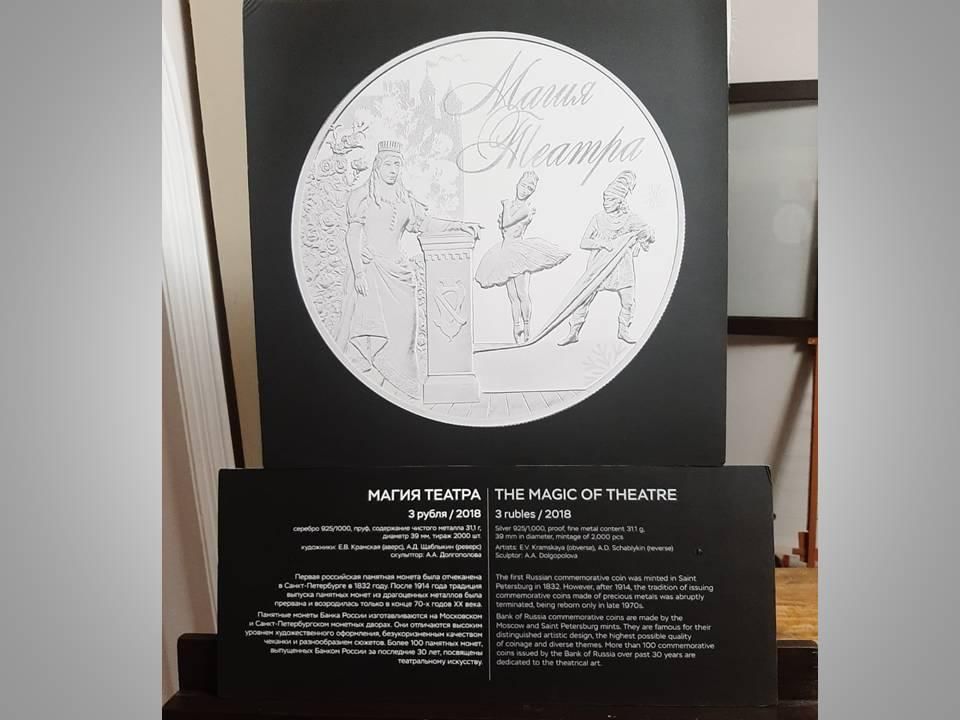 Магия
Театра
МАГИЯ ТЕАТРА
3 рубля / 2018
серебро 925/1000, пруф, содержание чистого металла 31,1 г,
диаметр 39 мм, тираж 2000 шт.
художники: Е.В. Крамская (аверс), А.Д. Щаблыкин (реверс)
скульптор: А.А. Долгополова
Первая российская памятная монета была отчеканена
в Санкт-Петербурге в 1832 году. После 1914 года традиция
выпуска памятных монет из драгоценных металлов была
прервана и возродилась только в конце 70-х годов XX века.
Памятные монеты Банка России изготавливаются на Московском
и Санкт-Петербургском монетных дворах. Они отличаются высоким
уровнем художественного оформления, безукоризненным качеством
чеканки и разнообразием сюжетов. Более 100 памятных монет,
выпущенных Банком России за последние 30 лет, посвящены
театральному искусству.
THE MAGIC OF THEATRE
3 rubles / 2018
Silver 925/1,000, proof, fine metal content 31.1 g,
39 mm in diameter, mintage of 2,000 pcs
Artists: E.V. Kramskaya (obverse), A.D. Schablykin (reverse)
Sculptor: A.A. Dolgopolova
The first Russian commemorative coin was minted in Saint
Petersburg in 1832. However, after 1914, the tradition of issuing
commemorative coins made of precious metals was abruptly
terminated, being reborn only in late 1970s.
Bank of Russia commemorative coins are made by the
Moscow and Saint Petersburg mints. They are famous for their
distinguished artistic design, the highest possible quality
of coinage and diverse themes. More than 100 commemorative
coins issued by the Bank of Russia over past 30 years are
dedicated to the theatrical art.